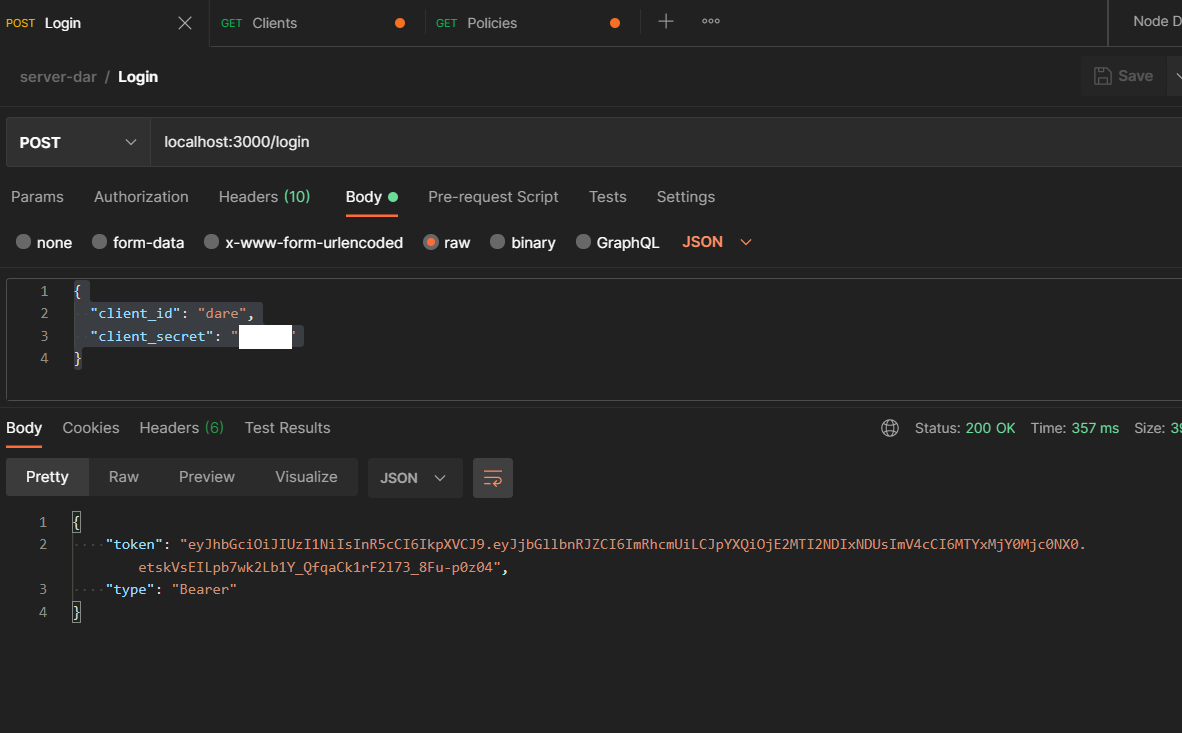 POST Login GET Clients GET Policies Node D
server-dar / Login Save
POST localhost:3000/login
Params Authorization Headers (10) Body Pre-request Script Tests Settings
none form-data x-www-form-urlencoded raw binary GraphQL JSON
1 {
2 "client_id": "dare",
3 "client_secret": " "
4 }
Body Cookies Headers (6) Test Results Status: 200 OK Time: 357 ms Size: 39
Pretty Raw Preview Visualize JSON
1 {
2 "token": "eyJhbGciOiJIUzI1NiIsInR5cCI6IkpXVCJ9.eyJjbGllbnRJZCI6ImRhcmUiLCJpYXQiOjE2MTI2NDIxNDUsImV4cCI6MTYxMjY0Mjc0NX0.
etskVsEILpb7wk2Lb1Y_QfqaCk1rF2l73_8Fu-p0z04",
3 "type": "Bearer"
4 }